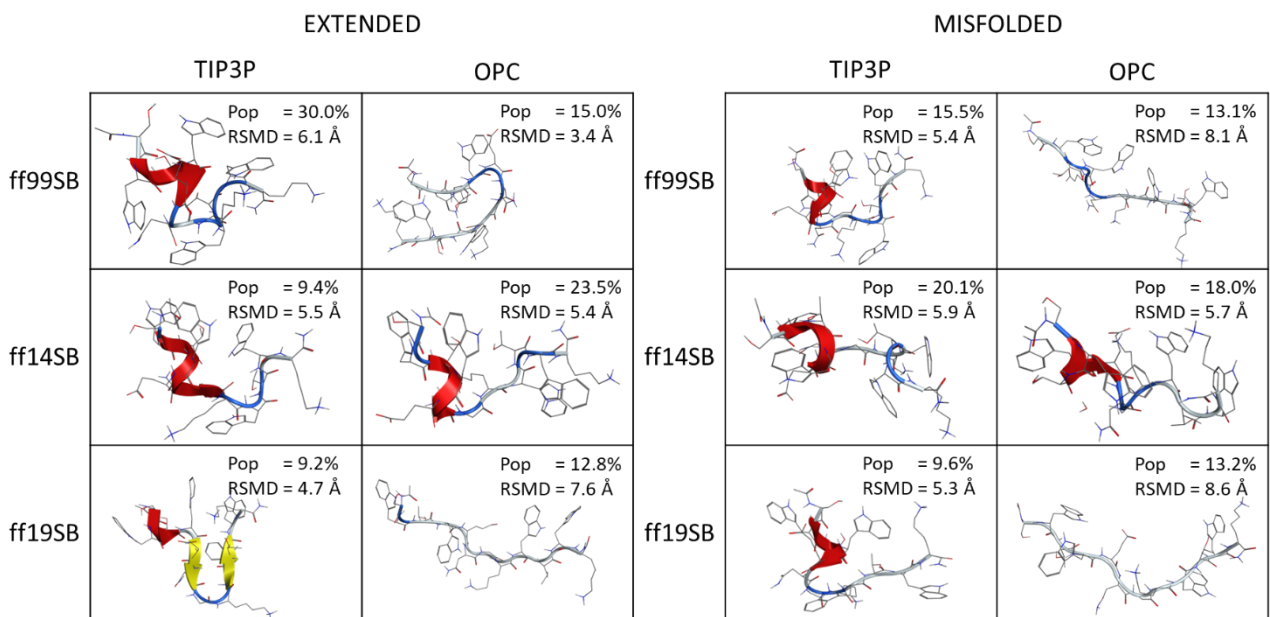 EXTENDED
MISFOLDED
TIP3P
OPC
TIP3P
OPC
ff99SB
Pop = 30.0%
RSMD = 6.1 Å
Pop = 15.0%
RSMD = 3.4 Å
ff99SB
Pop = 15.5%
RSMD = 5.4 Å
Pop = 13.1%
RSMD = 8.1 Å
ff14SB
Pop = 9.4%
RSMD = 5.5 Å
Pop = 23.5%
RSMD = 5.4 Å
ff14SB
Pop = 20.1%
RSMD = 5.9 Å
Pop = 18.0%
RSMD = 5.7 Å
ff19SB
Pop = 9.2%
RSMD = 4.7 Å
Pop = 12.8%
RSMD = 7.6 Å
ff19SB
Pop = 9.6%
RSMD = 5.3 Å
Pop = 13.2%
RSMD = 8.6 Å